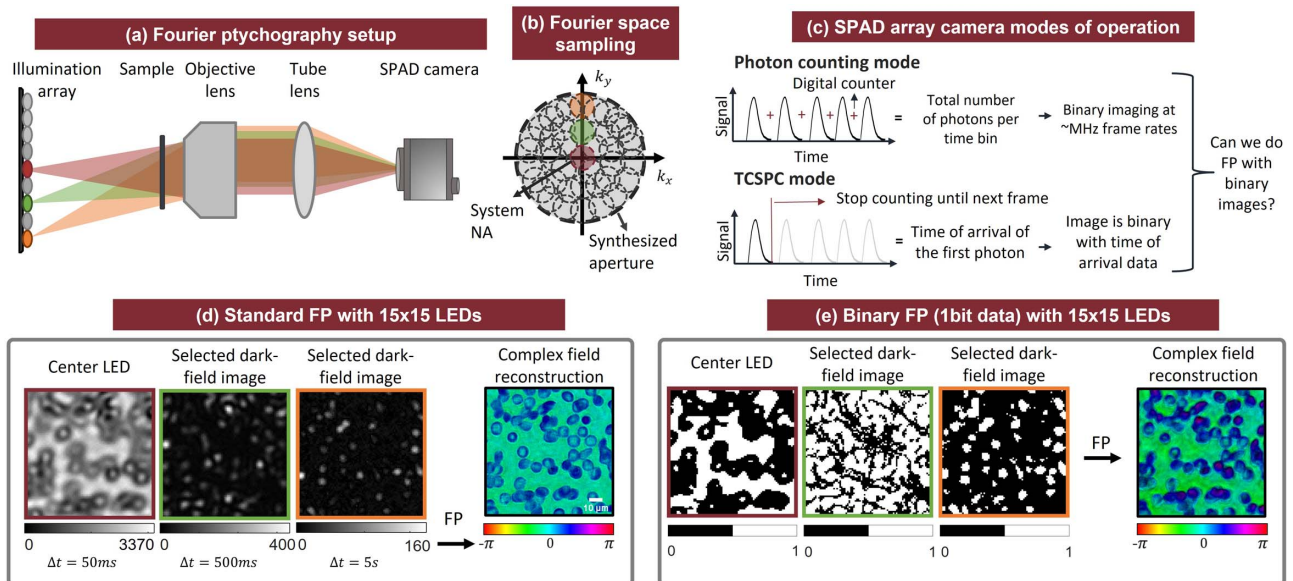 (a) Fourier ptychography setup
Illumination
array
Sample
Objective
lens
Tube
lens
SPAD camera
(b) Fourier space
sampling
k_y
k_x
System
NA
Synthesized
aperture
(c) SPAD array camera modes of operation
Photon counting mode
Digital counter
Signal
+ + + +
Time
=
Total number
of photons per
time bin
Binary imaging at
~MHz frame rates
TCSPC mode
Stop counting until next frame
Signal
Time
=
Time of arrival of
the first photon
Image is binary
with time of
arrival data
Can we do
FP with
binary
images?
(d) Standard FP with 15x15 LEDs
Center LED
Selected dark-
field image
Selected dark-
field image
Complex field
reconstruction
10 μm
0 3370
Δt = 50ms
0 400
Δt = 500ms
0 160
Δt = 5s
FP
-π 0 π
(e) Binary FP (1bit data) with 15x15 LEDs
Center LED
Selected dark-
field image
Selected dark-
field image
Complex field
reconstruction
0 1
0 1
0 1
FP
-π 0 π